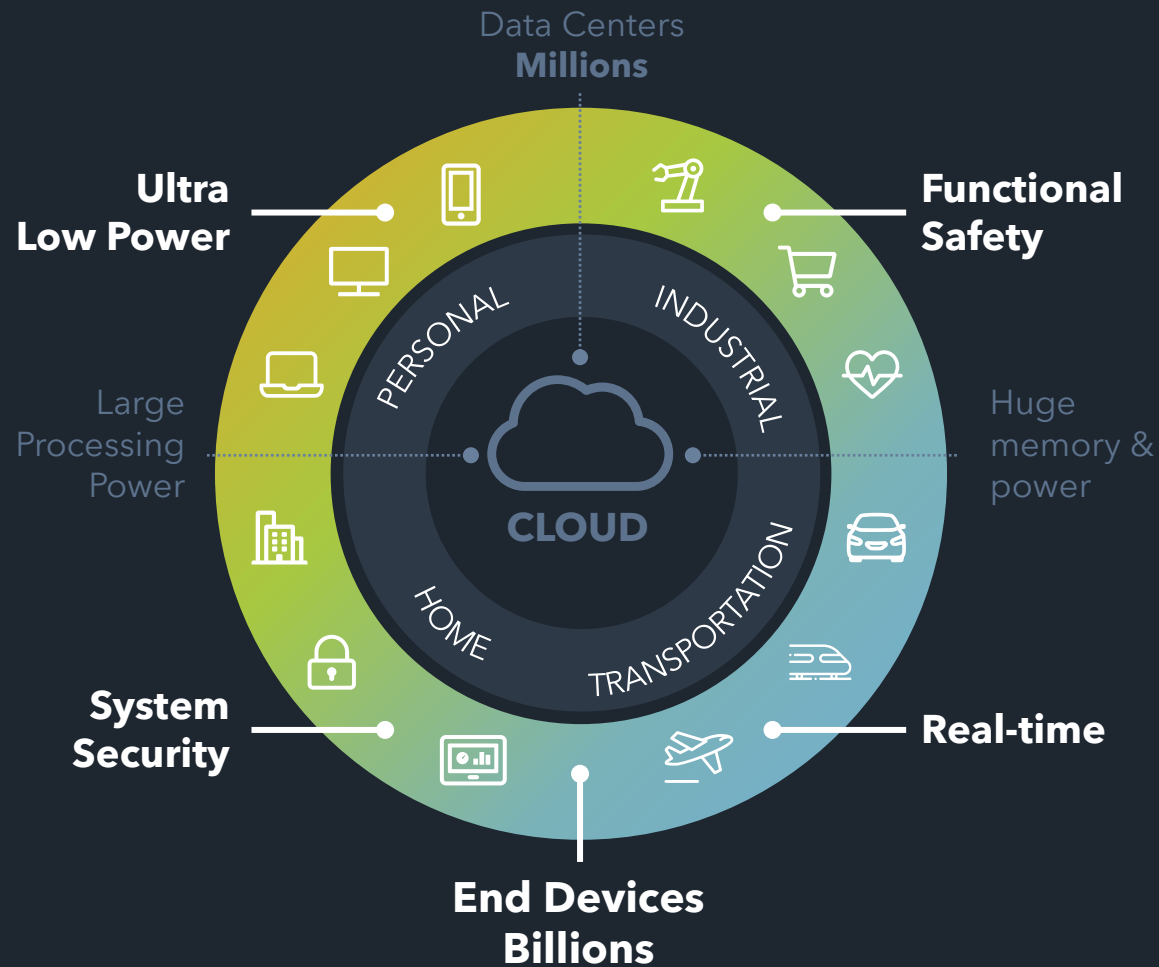 Data Centers
Millions
Ultra
Low Power
Functional
Safety
PERSONAL
INDUSTRIAL
Large
Processing
Power
Huge
memory &
power
CLOUD
HOME
TRANSPORTATION
System
Security
Real-time
End Devices
Billions